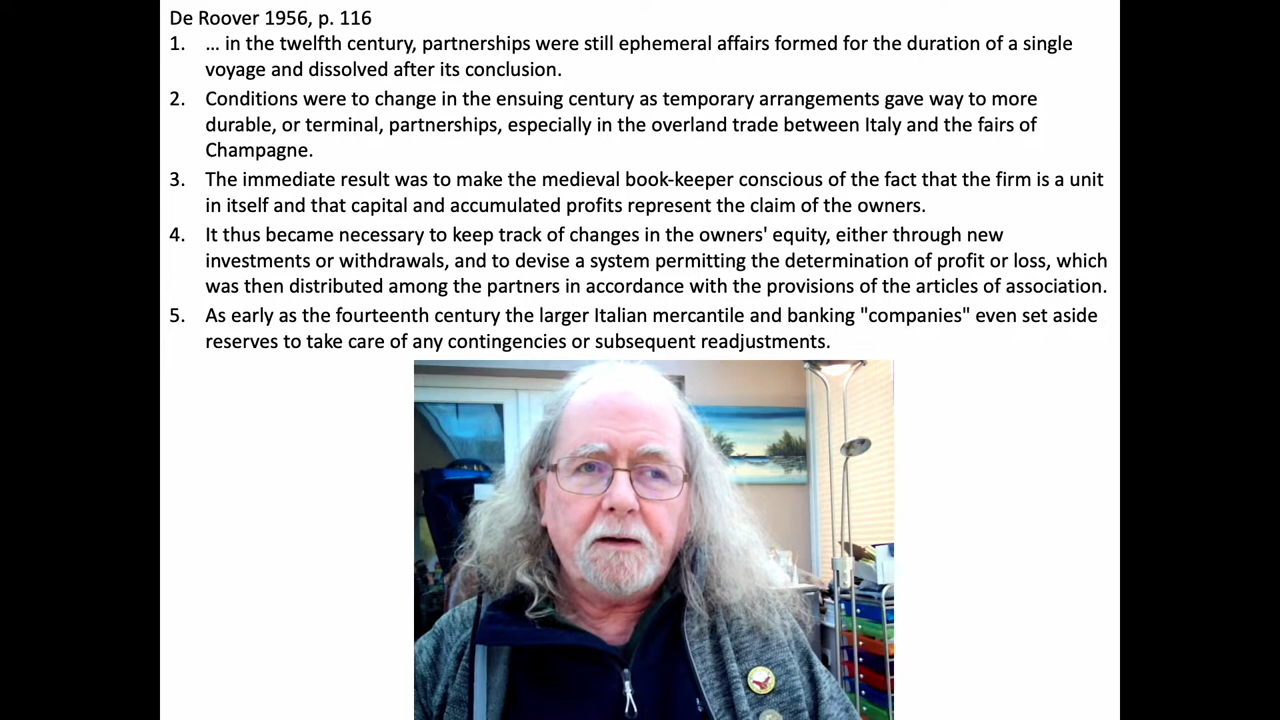 De Roover 1956, p. 116
1. … in the twelfth century, partnerships were still ephemeral affairs formed for the duration of a single
voyage and dissolved after its conclusion.
2. Conditions were to change in the ensuing century as temporary arrangements gave way to more
durable, or terminal, partnerships, especially in the overland trade between Italy and the fairs of
Champagne.
3. The immediate result was to make the medieval book-keeper conscious of the fact that the firm is a unit
in itself and that capital and accumulated profits represent the claim of the owners.
4. It thus became necessary to keep track of changes in the owners' equity, either through new
investments or withdrawals, and to devise a system permitting the determination of profit or loss, which
was then distributed among the partners in accordance with the provisions of the articles of association.
5. As early as the fourteenth century the larger Italian mercantile and banking "companies" even set aside
reserves to take care of any contingencies or subsequent readjustments.